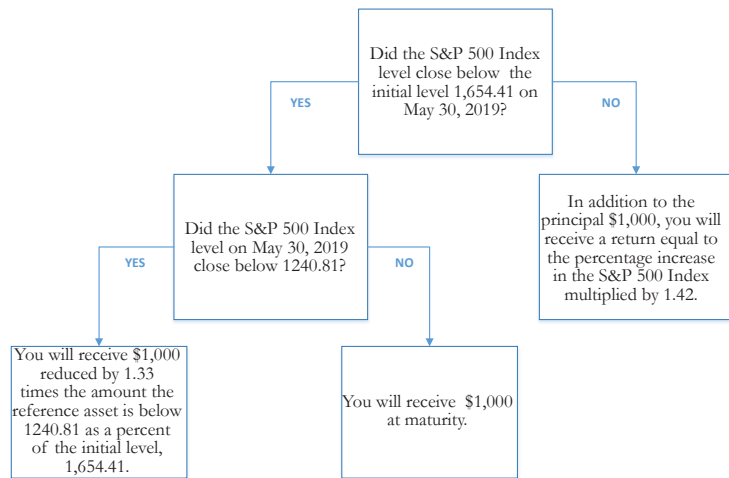 Did the S&P 500 Index
level close below the
initial level 1,654.41 on
May 30, 2019?
YES
NO
Did the S&P 500 Index
level on May 30, 2019
close below 1240.81?
In addition to the
principal $1,000, you will
receive a return equal to
the percentage increase
in the S&P 500 Index
multiplied by 1.42.
YES
NO
You will receive $1,000
reduced by 1.33
times the amount the
reference asset is below
1240.81 as a percent
of the initial level,
1,654.41.
You will receive $1,000
at maturity.